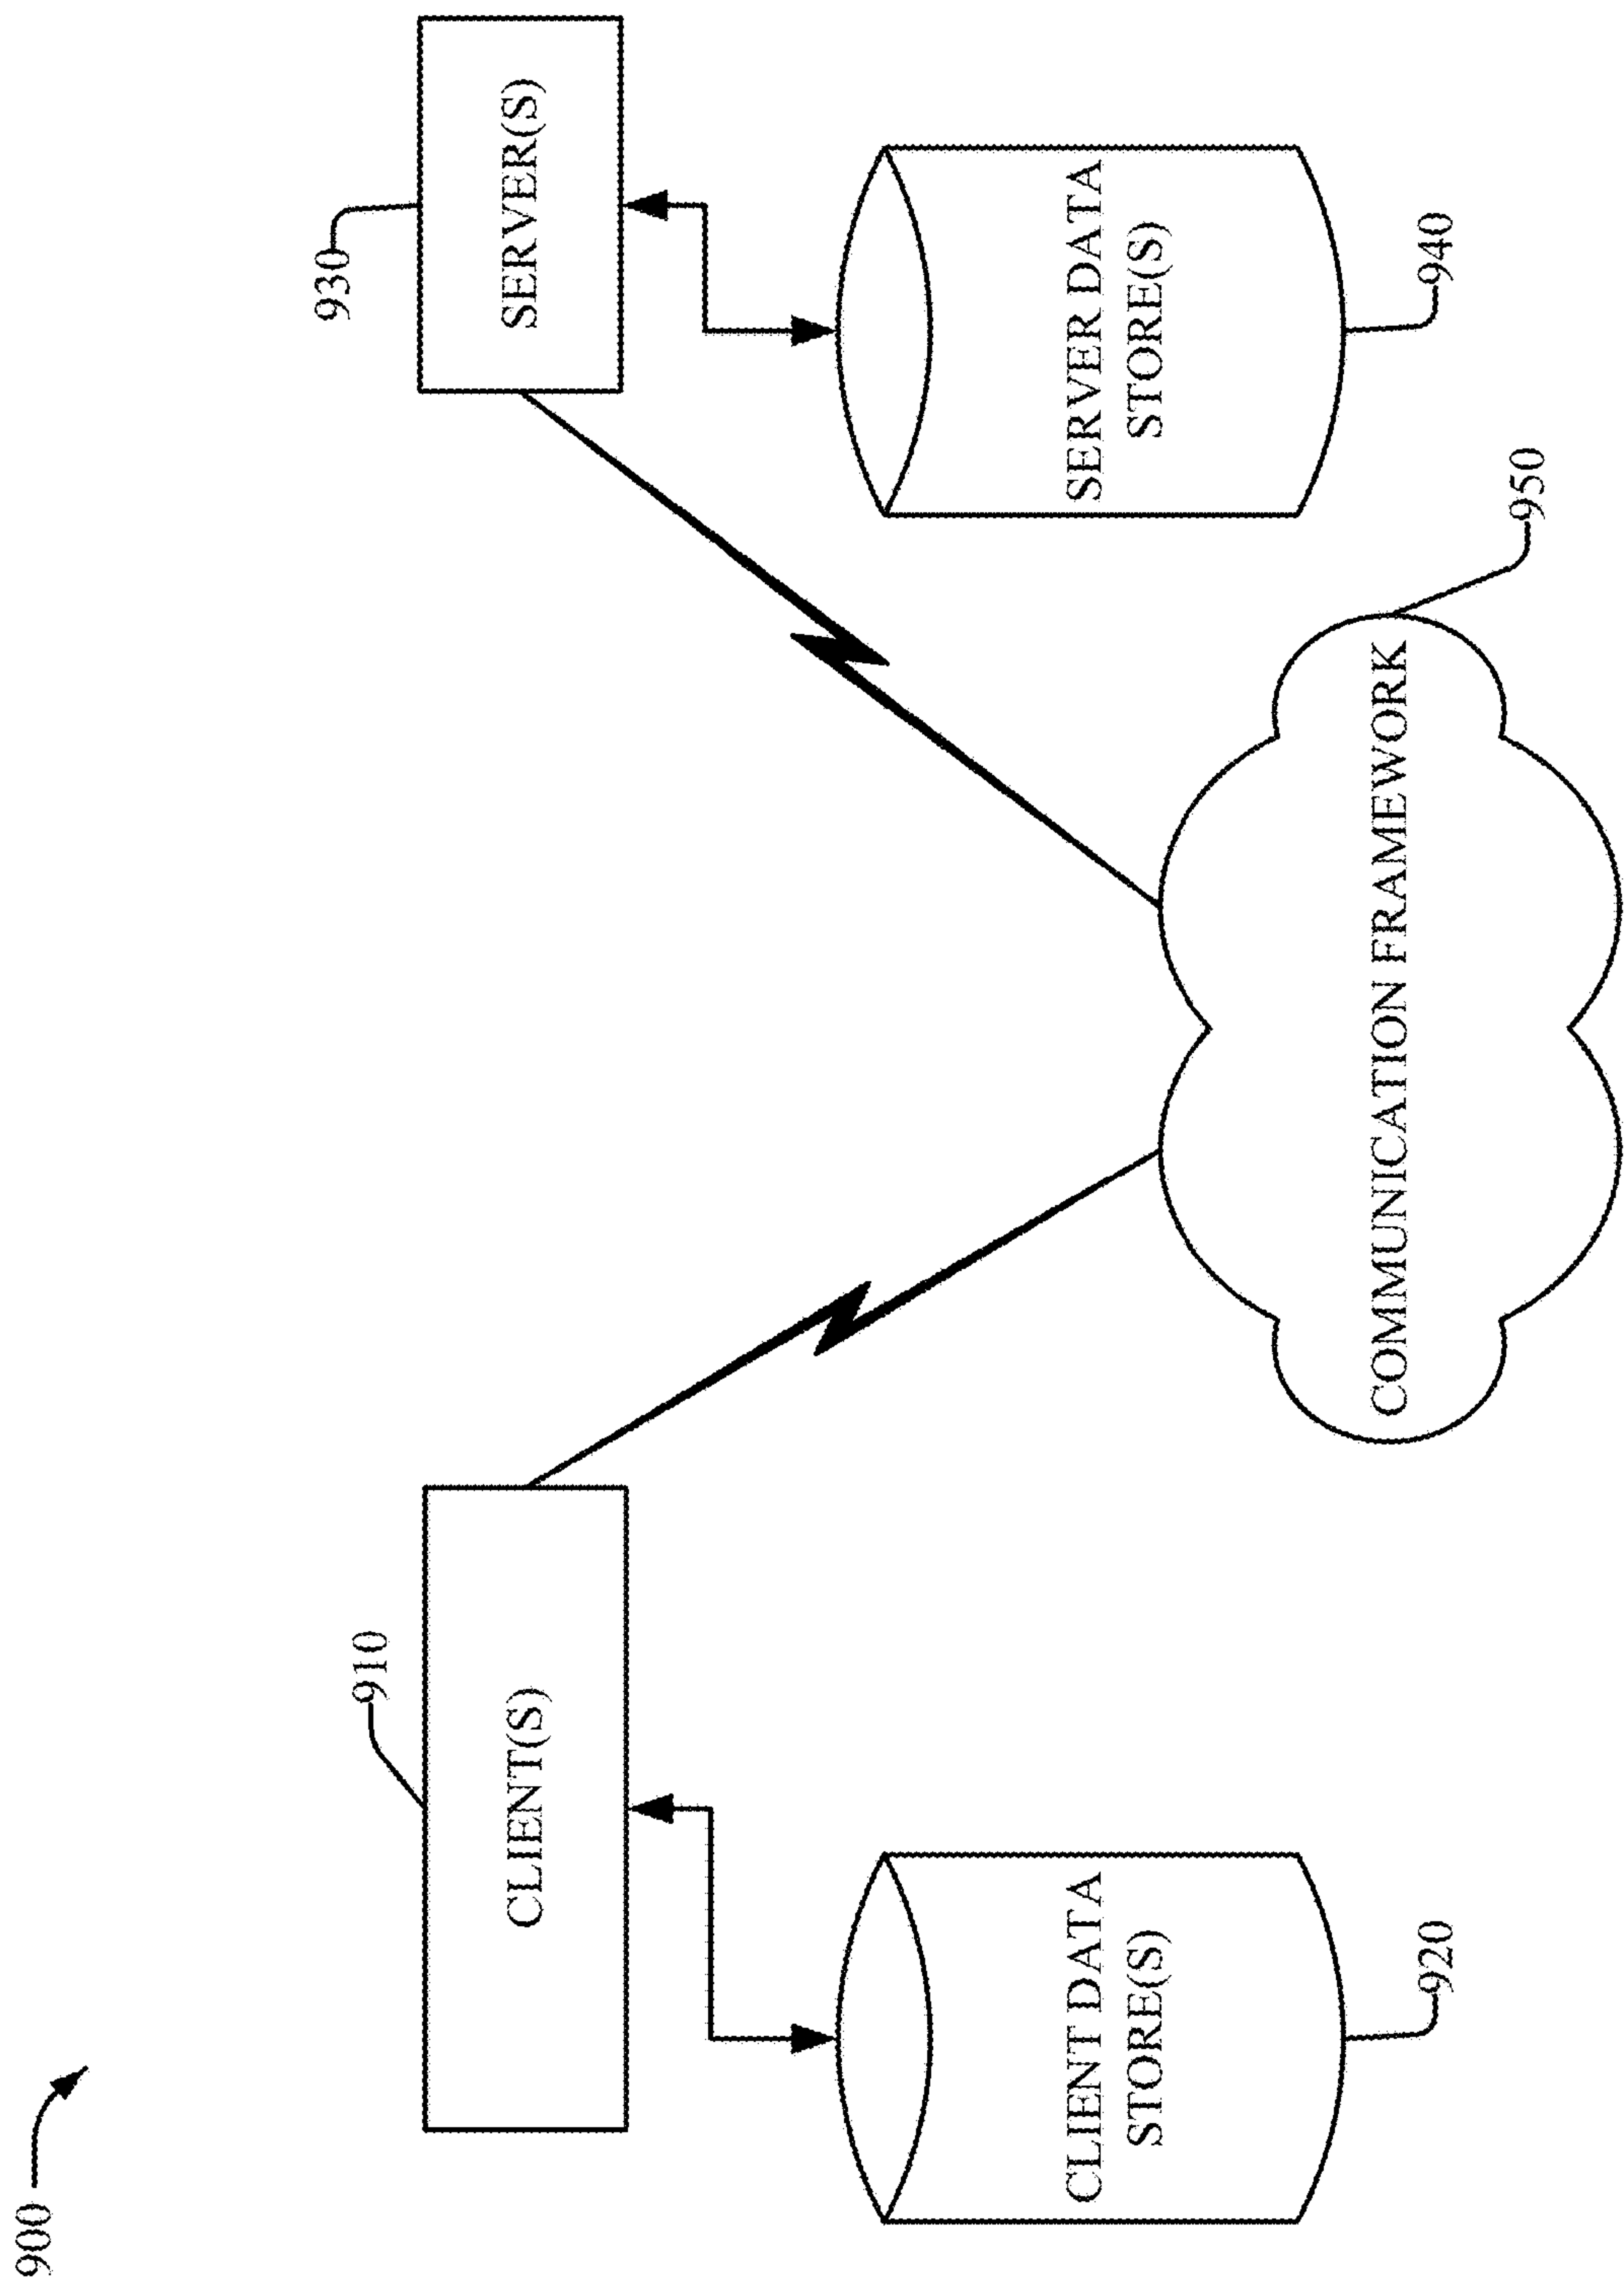 900
910
930
CLIENT(S)
SERVER(S)
CLIENT DATA
STORE(S)
SERVER DATA
STORE(S)
COMMUNICATION FRAMEWORK
920
940
950